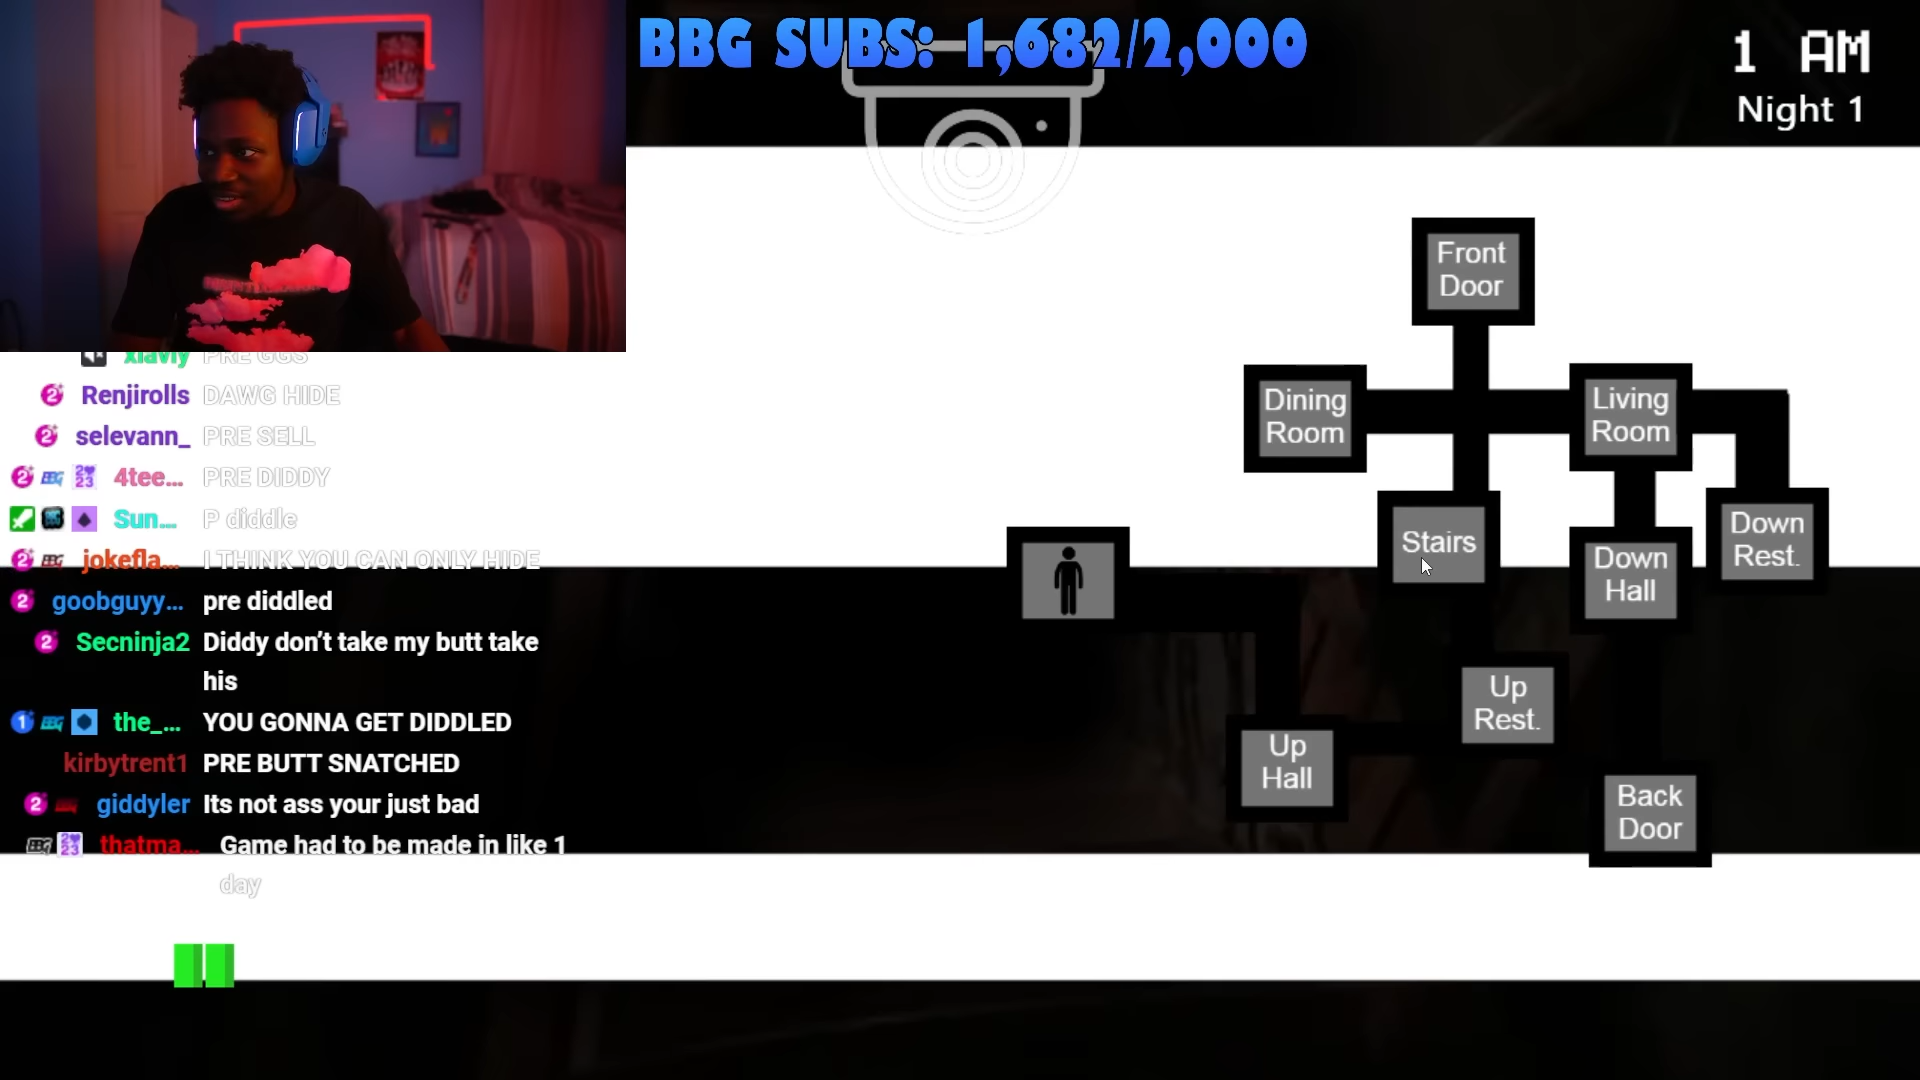 BBG SUBS: 1,682/2,000
1 AM
Night 1
xlavly PRE GGS
Renjirolls DAWG HIDE
selevann_ PRE SELL
4tee... PRE DIDDY
Sun... P diddle
jokefla... I THINK YOU CAN ONLY HIDE
goobguyy... pre diddled
Secninja2 Diddy don’t take my butt take
his
the_... YOU GONNA GET DIDDLED
kirbytrent1 PRE BUTT SNATCHED
giddyler Its not ass your just bad
thatma... Game had to be made in like 1
day
Front
Door
Dining
Room
Living
Room
Stairs
Down
Hall
Down
Rest.
Up
Rest.
Up
Hall
Back
Door